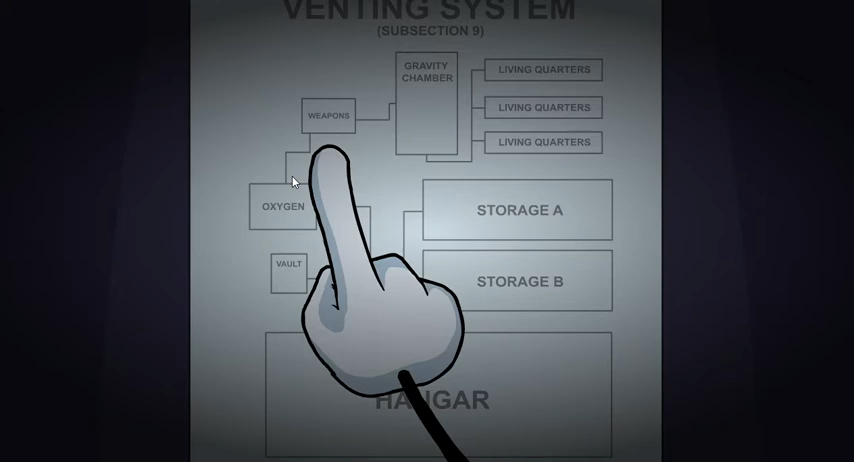 VENTING SYSTEM
(SUBSECTION 9)
GRAVITY
CHAMBER
LIVING QUARTERS
WEAPONS
LIVING QUARTERS
LIVING QUARTERS
OXYGEN
STORAGE A
VAULT
STORAGE B
HANGAR